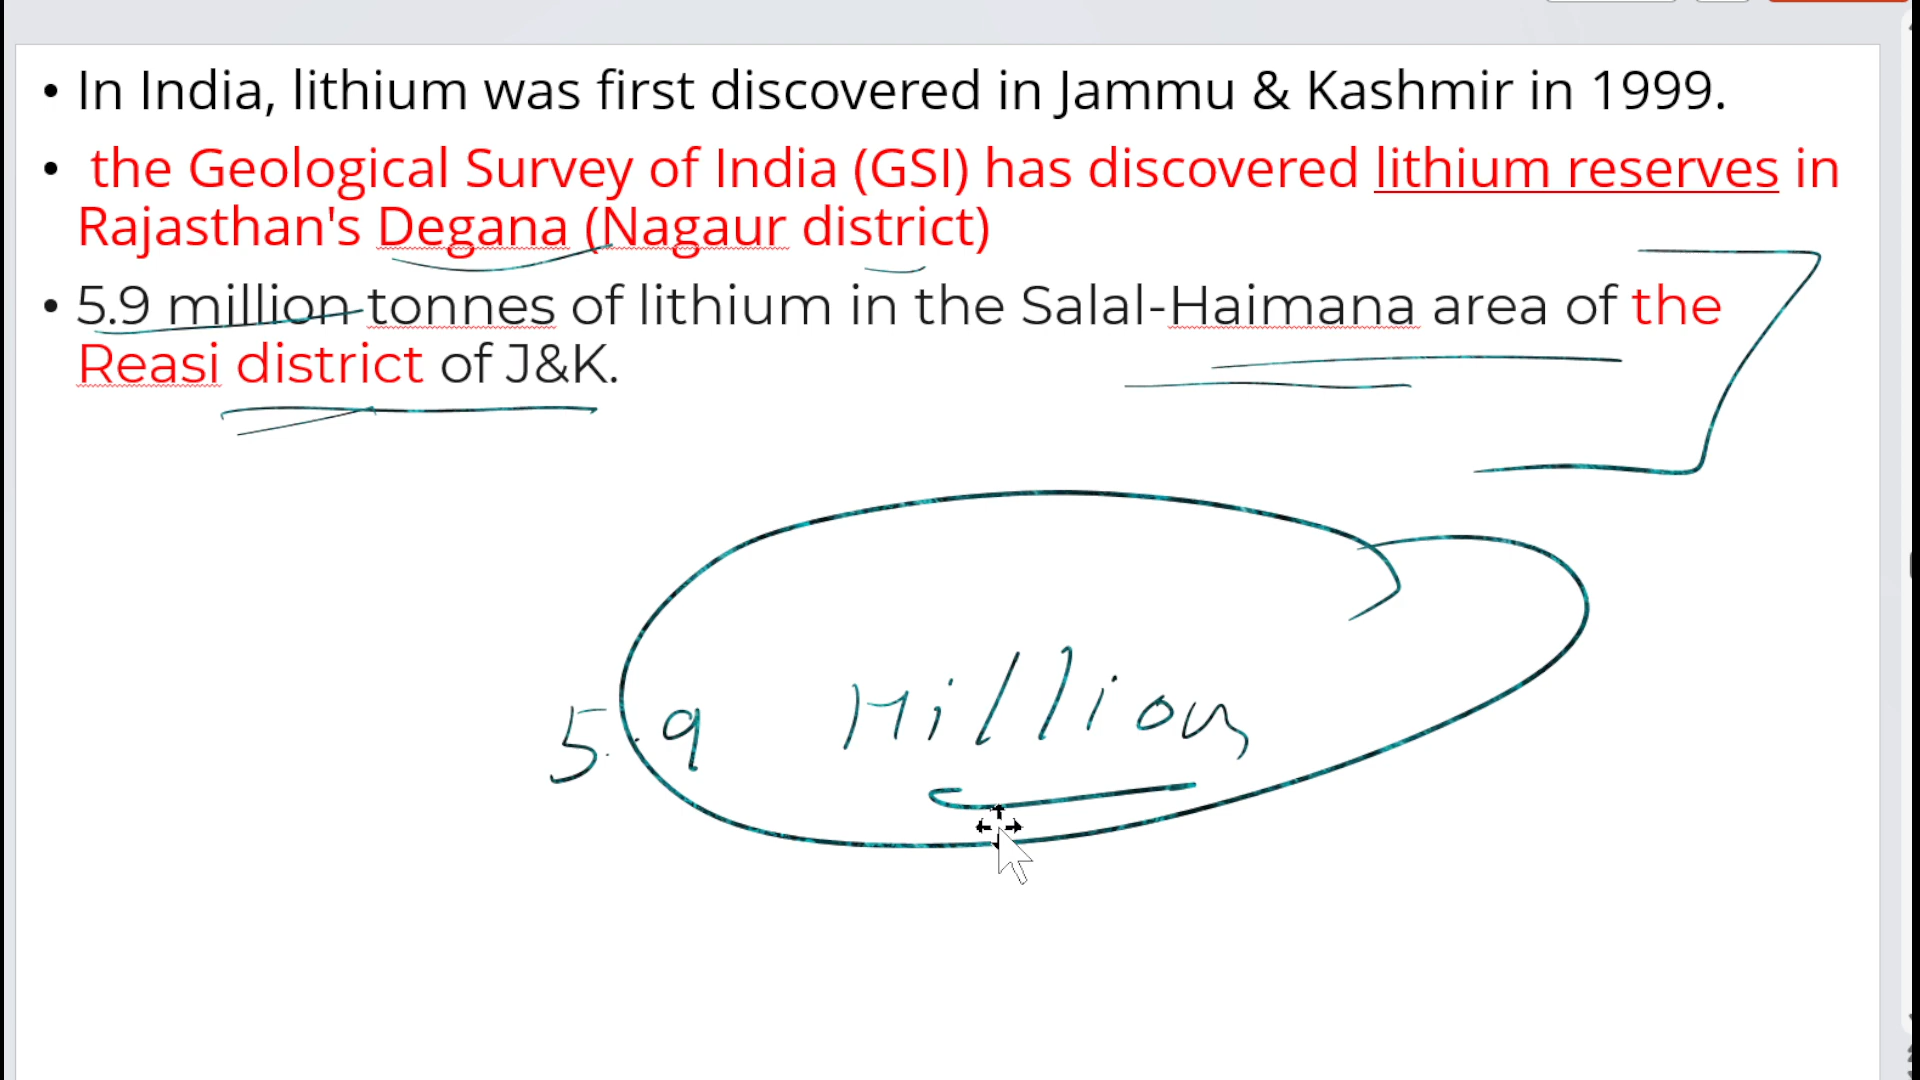 • In India, lithium was first discovered in Jammu & Kashmir in 1999.
• the Geological Survey of India (GSI) has discovered lithium reserves in
Rajasthan's Degana (Nagaur district)
• 5.9 million tonnes of lithium in the Salal-Haimana area of the
Reasi district of J&K.
5.9 Million